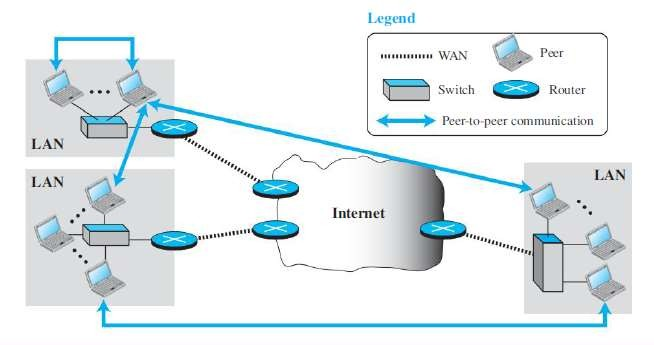 Legend
WAN
Peer
Switch
Router
Peer-to-peer communication
LAN
LAN
LAN
Internet